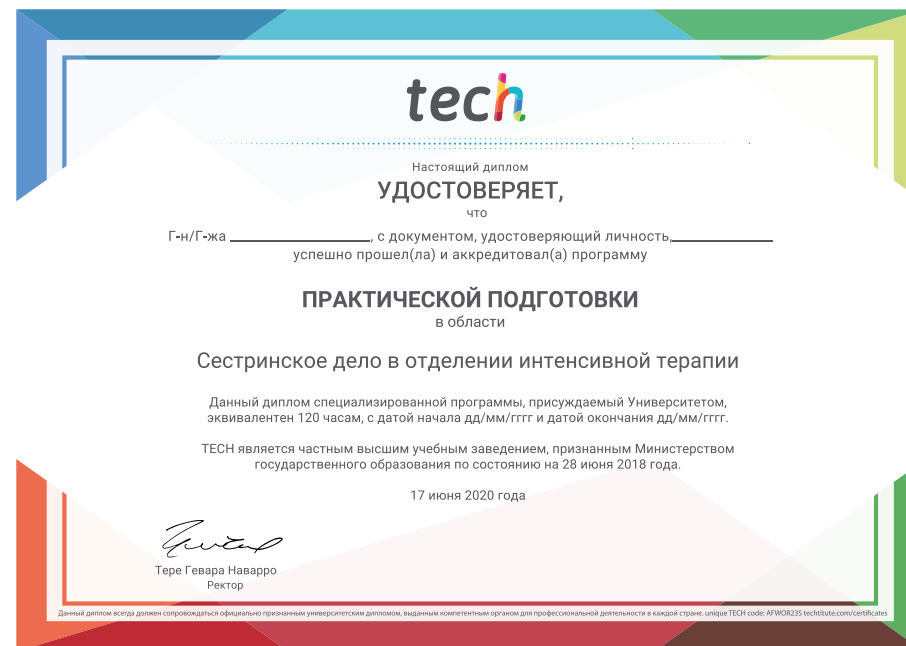 tech
Настоящий диплом
УДОСТОВЕРЯЕТ,
что
Г-н/Г-жа ____________________, с документом, удостоверяющий личность,______________
успешно прошел(ла) и аккредитовал(а) программу
ПРАКТИЧЕСКОЙ ПОДГОТОВКИ
в области
Сестринское дело в отделении интенсивной терапии
Данный диплом специализированной программы, присуждаемый Университетом,
эквивалентен 120 часам, с датой начала дд/мм/гггг и датой окончания дд/мм/гггг.
TECH является частным высшим учебным заведением, признанным Министерством
государственного образования по состоянию на 28 июня 2018 года.
17 июня 2020 года
Тере Гевара Наварро
Ректор
Данный диплом всегда должен сопровождаться официально признанным университетским дипломом, выданным компетентным органом для профессиональной деятельности в каждой стране. unique TECH code: AFWOR23S techtitute.com/certificates